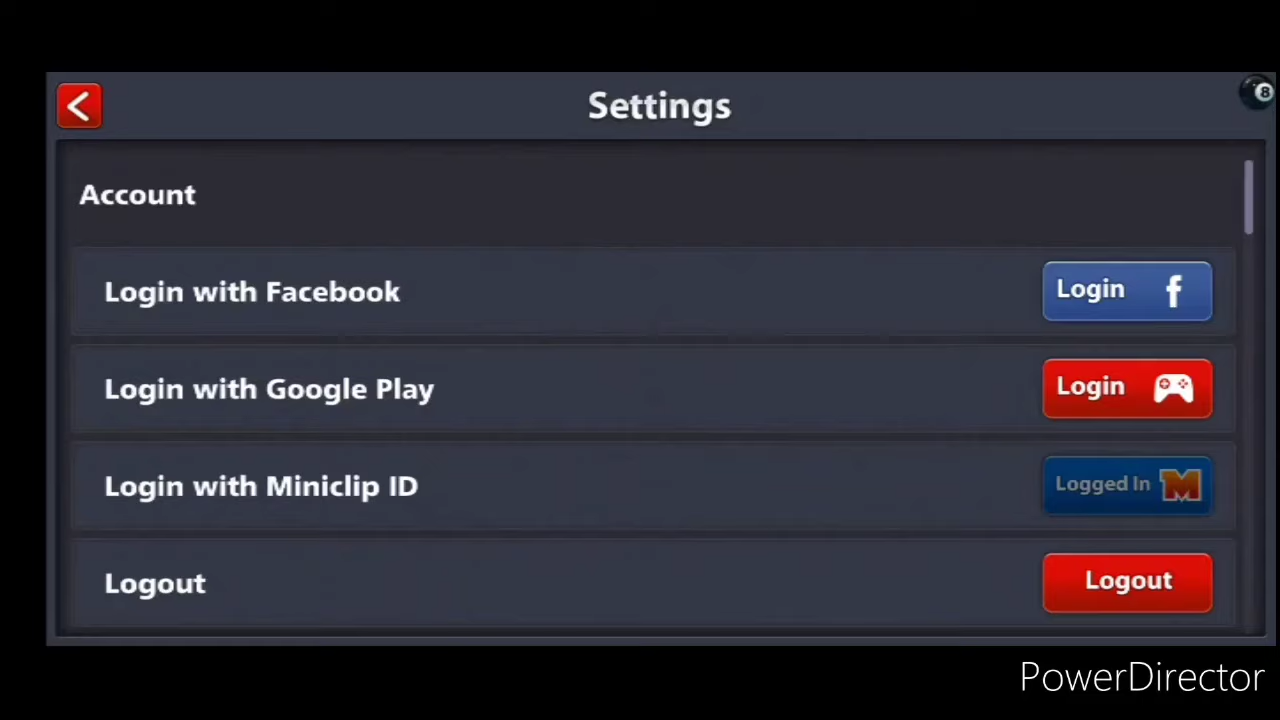 Settings
8
Account
Login with Facebook
Login f
Login with Google Play
Login
Login with Miniclip ID
Logged In M
Logout
Logout
PowerDirector